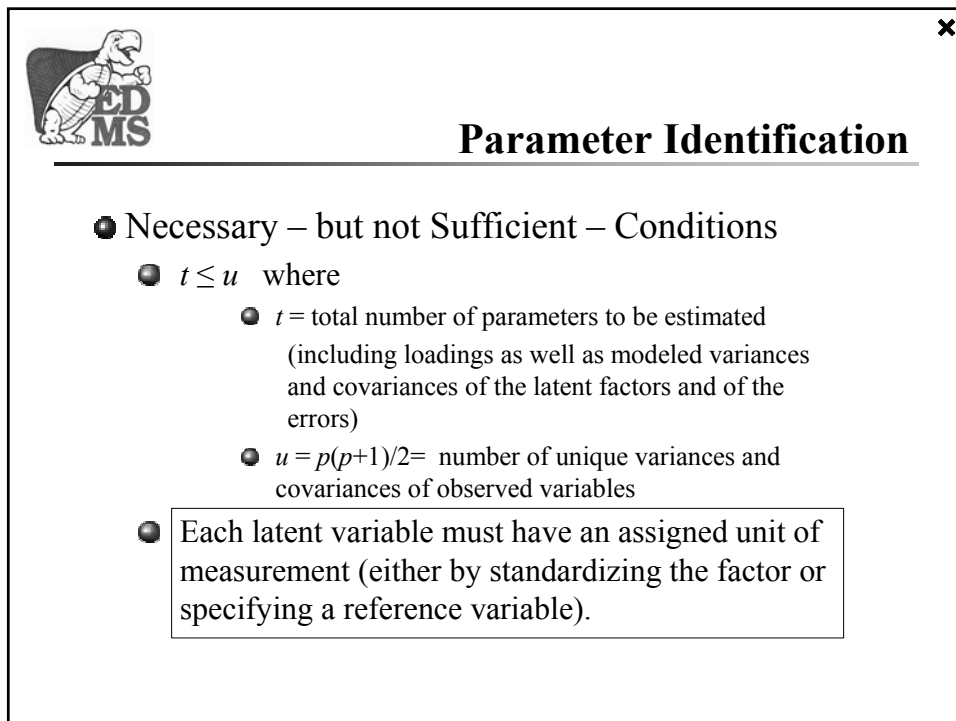 ED
MS
Parameter Identification
Necessary – but not Sufficient – Conditions
t ≤ u where
t = total number of parameters to be estimated
(including loadings as well as modeled variances
and covariances of the latent factors and of the
errors)
u = p(p+1)/2= number of unique variances and
covariances of observed variables
Each latent variable must have an assigned unit of
measurement (either by standardizing the factor or
specifying a reference variable).